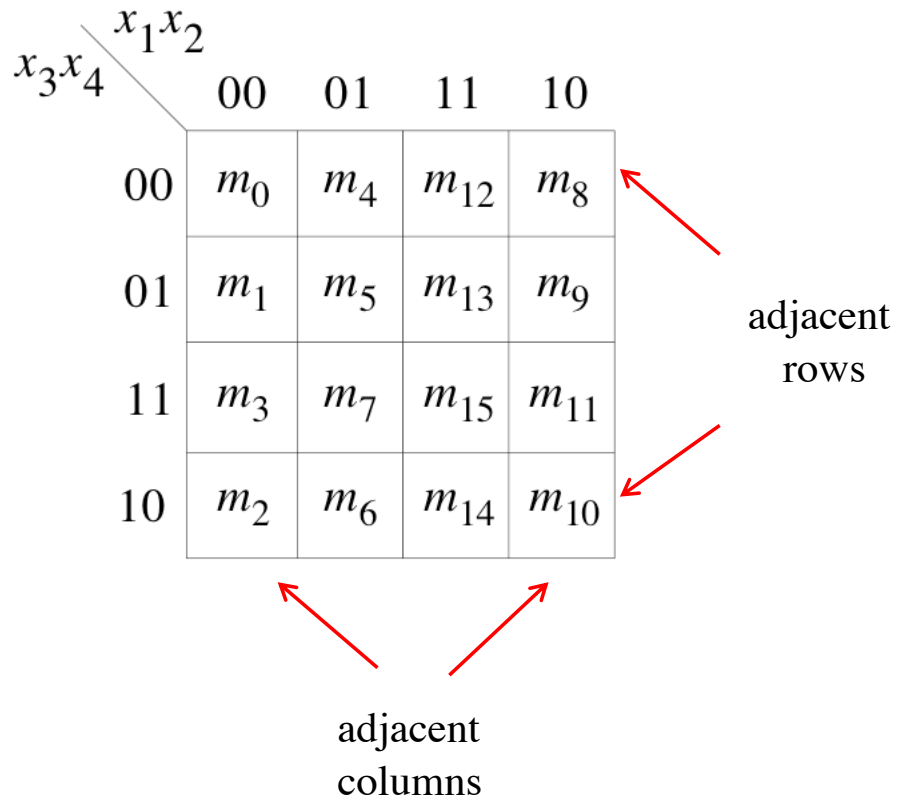 x₁x₂
x₃x₄
00 01 11 10
00 m₀ m₄ m₁₂ m₈
01 m₁ m₅ m₁₃ m₉
adjacent
rows
11 m₃ m₇ m₁₅ m₁₁
10 m₂ m₆ m₁₄ m₁₀
adjacent
columns